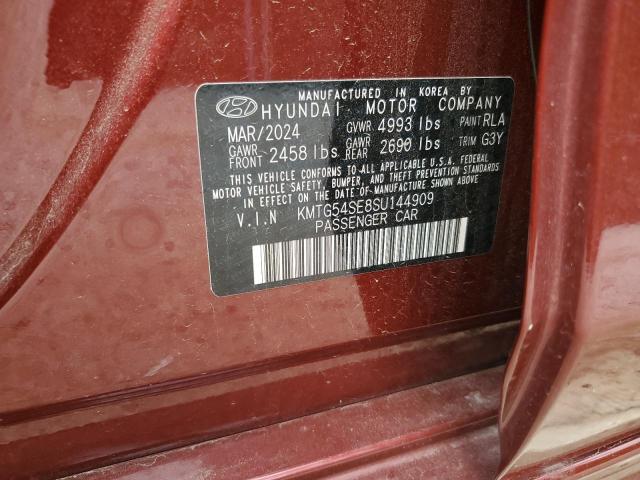 MANUFACTURED IN KOREA BY
HYUNDAI MOTOR COMPANY
MAR/2024 GVWR 4993 lbs PAINT RLA
GAWR FRONT 2458 lbs GAWR REAR 2690 lbs TRIM G3Y
THIS VEHICLE CONFORMS TO ALL APPLICABLE U.S.A. FEDERAL
MOTOR VEHICLE SAFETY, BUMPER, AND THEFT PREVENTION STANDARDS
IN EFFECT ON THE DATE OF MANUFACTURE SHOWN ABOVE.
V.I.N KMTG54SE8SU144909
PASSENGER CAR